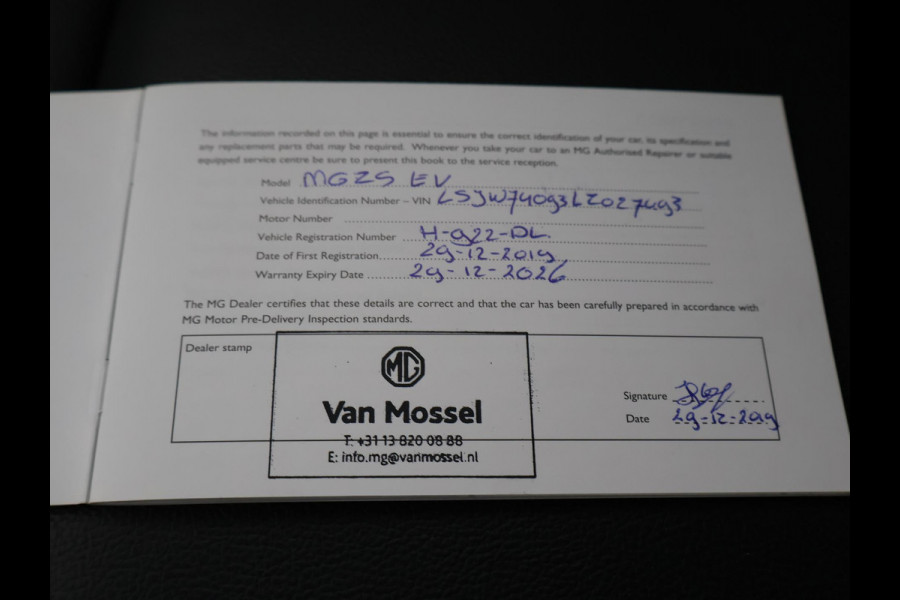 The information recorded on this page is essential to ensure the correct identification of your car, its specification and
any replacement parts that may be required. Whenever you take your car to an MG Authorised Repairer or suitable
equipped service centre be sure to present this book to the service reception.
Model MG ZS EV
Vehicle Identification Number – VIN LSJW74093LZ027493
Motor Number
Vehicle Registration Number H-922-DL
Date of First Registration 29-12-2019
Warranty Expiry Date 29-12-2026
The MG Dealer certifies that these details are correct and that the car has been carefully prepared in accordance with
MG Motor Pre-Delivery Inspection standards.
Dealer stamp
MG
Van Mossel
T: +31 13 820 08 88
E: info.mg@vanmossel.nl
Signature
Date 29-12-2019